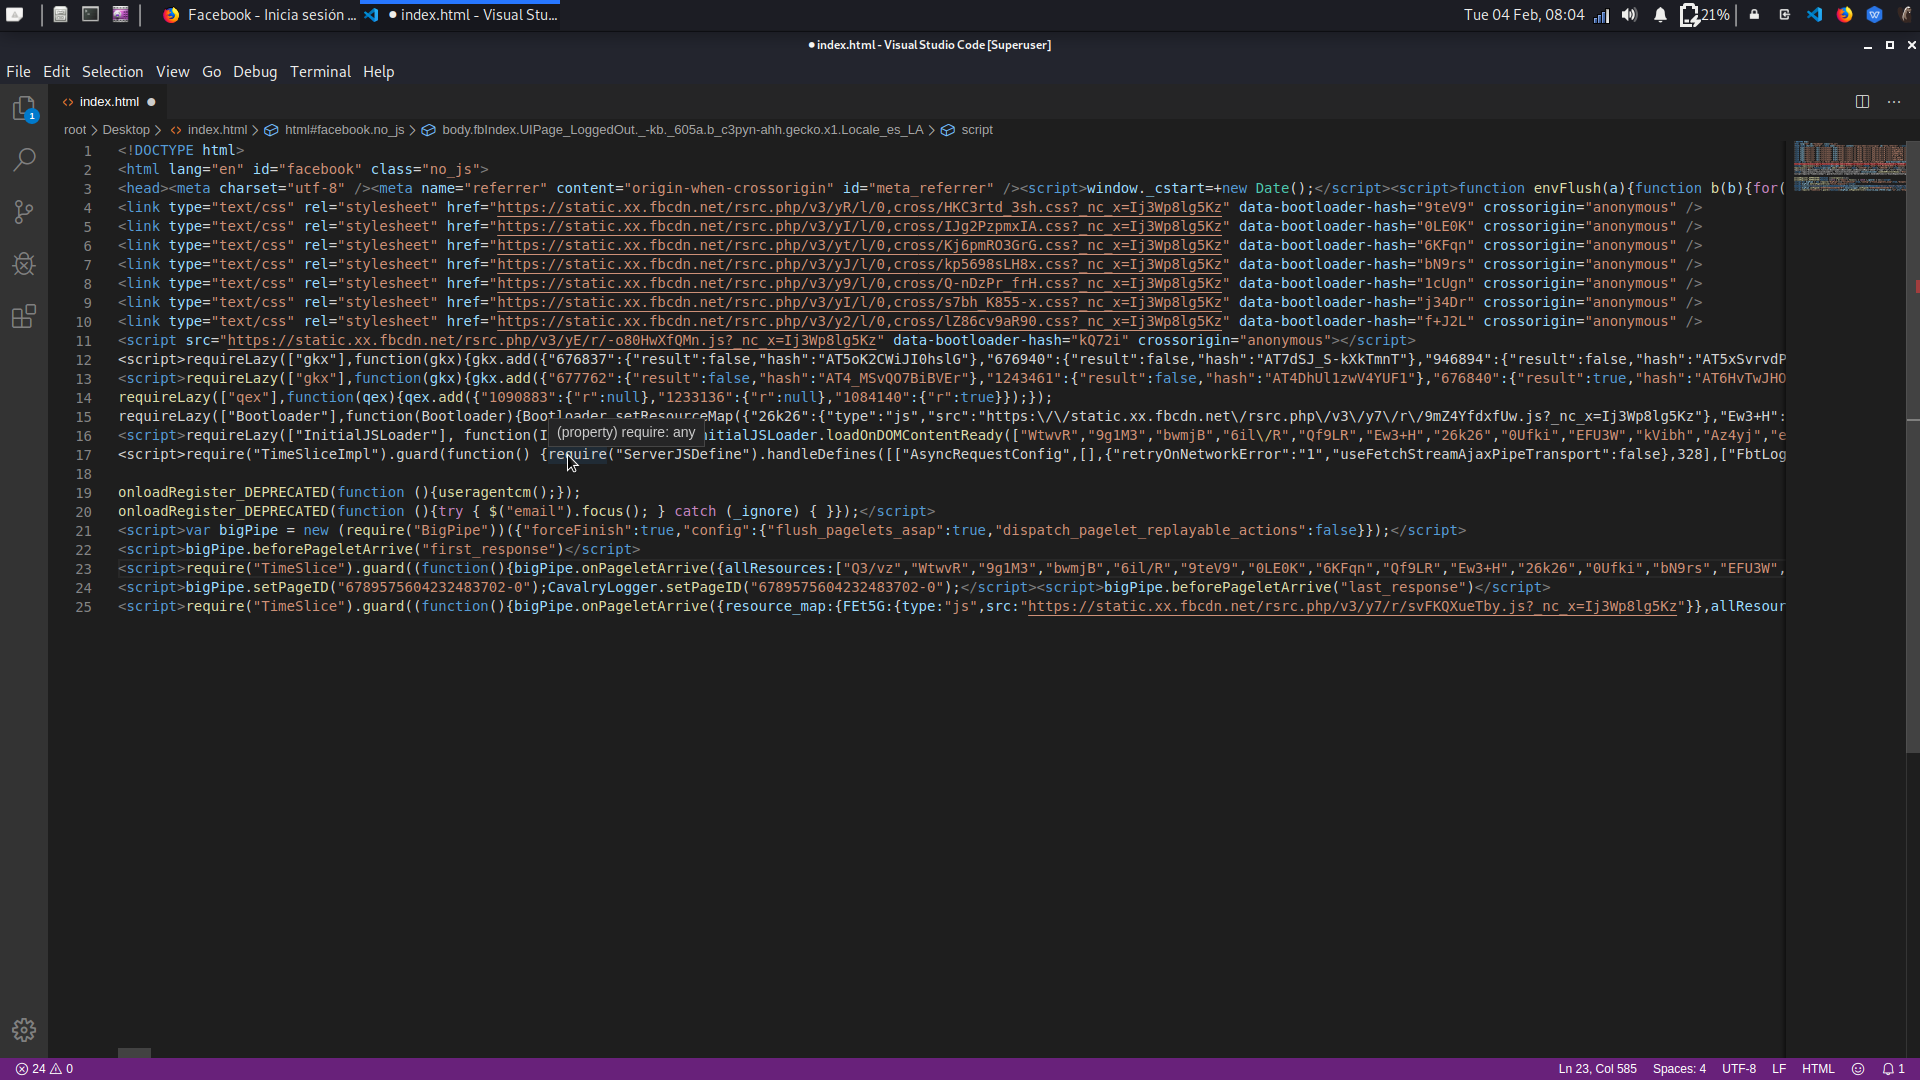 Facebook - Inicia sesión ...
● index.html - Visual Stu...
Tue 04 Feb, 08:04
21%
● index.html - Visual Studio Code [Superuser]
File Edit Selection View Go Debug Terminal Help
1
index.html ●
root > Desktop > index.html > html#facebook.no_js > body.fbIndex.UIPage_LoggedOut._-kb._605a.b_c3pyn-ahh.gecko.x1.Locale_es_LA > script
1 <!DOCTYPE html>
2 <html lang="en" id="facebook" class="no_js">
3 <head><meta charset="utf-8" /><meta name="referrer" content="origin-when-crossorigin" id="meta_referrer" /><script>window._cstart=+new Date();</script><script>function envFlush(a){function b(b){for(
4 <link type="text/css" rel="stylesheet" href="https://static.xx.fbcdn.net/rsrc.php/v3/yR/l/0,cross/HKC3rtd_3sh.css?_nc_x=Ij3Wp8lg5Kz" data-bootloader-hash="9teV9" crossorigin="anonymous" />
5 <link type="text/css" rel="stylesheet" href="https://static.xx.fbcdn.net/rsrc.php/v3/yI/l/0,cross/IJg2PzpmxIA.css?_nc_x=Ij3Wp8lg5Kz" data-bootloader-hash="0LE0K" crossorigin="anonymous" />
6 <link type="text/css" rel="stylesheet" href="https://static.xx.fbcdn.net/rsrc.php/v3/yt/l/0,cross/Kj6pmRO3GrG.css?_nc_x=Ij3Wp8lg5Kz" data-bootloader-hash="6KFqn" crossorigin="anonymous" />
7 <link type="text/css" rel="stylesheet" href="https://static.xx.fbcdn.net/rsrc.php/v3/yJ/l/0,cross/kp5698sLH8x.css?_nc_x=Ij3Wp8lg5Kz" data-bootloader-hash="bN9rs" crossorigin="anonymous" />
8 <link type="text/css" rel="stylesheet" href="https://static.xx.fbcdn.net/rsrc.php/v3/y9/l/0,cross/Q-nDzPr_frH.css?_nc_x=Ij3Wp8lg5Kz" data-bootloader-hash="1cUgn" crossorigin="anonymous" />
9 <link type="text/css" rel="stylesheet" href="https://static.xx.fbcdn.net/rsrc.php/v3/yI/l/0,cross/s7bh_K855-x.css?_nc_x=Ij3Wp8lg5Kz" data-bootloader-hash="j34Dr" crossorigin="anonymous" />
10 <link type="text/css" rel="stylesheet" href="https://static.xx.fbcdn.net/rsrc.php/v3/y2/l/0,cross/lZ86cv9aR90.css?_nc_x=Ij3Wp8lg5Kz" data-bootloader-hash="f+J2L" crossorigin="anonymous" />
11 <script src="https://static.xx.fbcdn.net/rsrc.php/v3/yE/r/-o80HwXfQMn.js?_nc_x=Ij3Wp8lg5Kz" data-bootloader-hash="kQ72i" crossorigin="anonymous"></script>
12 <script>requireLazy(["gkx"],function(gkx){gkx.add({"676837":{"result":false,"hash":"AT5oK2CWiJI0hslG"},"676940":{"result":false,"hash":"AT7dSJ_S-kXkTmnT"},"946894":{"result":false,"hash":"AT5xSvrvdP
13 <script>requireLazy(["gkx"],function(gkx){gkx.add({"677762":{"result":false,"hash":"AT4_MSvQO7BiBVEr"},"1243461":{"result":false,"hash":"AT4DhUl1zwV4YUF1"},"676840":{"result":true,"hash":"AT6HvTwJHO
14 requireLazy(["qex"],function(qex){qex.add({"1090883":{"r":null},"1233136":{"r":null},"1084140":{"r":true}});});
15 requireLazy(["Bootloader"],function(Bootloader){Bootloader.setResourceMap({"26k26":{"type":"js","src":"https:\/\/static.xx.fbcdn.net\/rsrc.php\/v3\/y7\/r\/9mZ4YfdxfUw.js?_nc_x=Ij3Wp8lg5Kz"},"Ew3+H":
(property) require: any
16 <script>requireLazy(["InitialJSLoader"], function(I nitialJSLoader.loadOnDOMContentReady(["WtwvR","9g1M3","bwmjB","6il\/R","Qf9LR","Ew3+H","26k26","0Ufki","EFU3W","kVibh","Az4yj","e
17 <script>require("TimeSliceImpl").guard(function() {require("ServerJSDefine").handleDefines([["AsyncRequestConfig",[],{"retryOnNetworkError":"1","useFetchStreamAjaxPipeTransport":false},328],["FbtLog
18
19 onloadRegister_DEPRECATED(function (){useragentcm();});
20 onloadRegister_DEPRECATED(function (){try { $("email").focus(); } catch (_ignore) { }});</script>
21 <script>var bigPipe = new (require("BigPipe"))({"forceFinish":true,"config":{"flush_pagelets_asap":true,"dispatch_pagelet_replayable_actions":false}});</script>
22 <script>bigPipe.beforePageletArrive("first_response")</script>
23 <script>require("TimeSlice").guard((function(){bigPipe.onPageletArrive({allResources:["Q3/vz","WtwvR","9g1M3","bwmjB","6il/R","9teV9","0LE0K","6KFqn","Qf9LR","Ew3+H","26k26","0Ufki","bN9rs","EFU3W",
24 <script>bigPipe.setPageID("6789575604232483702-0");CavalryLogger.setPageID("6789575604232483702-0");</script><script>bigPipe.beforePageletArrive("last_response")</script>
25 <script>require("TimeSlice").guard((function(){bigPipe.onPageletArrive({resource_map:{FEt5G:{type:"js",src:"https://static.xx.fbcdn.net/rsrc.php/v3/y7/r/svFKQXueTby.js?_nc_x=Ij3Wp8lg5Kz"}},allResour
24 0
Ln 23, Col 585 Spaces: 4 UTF-8 LF HTML 1